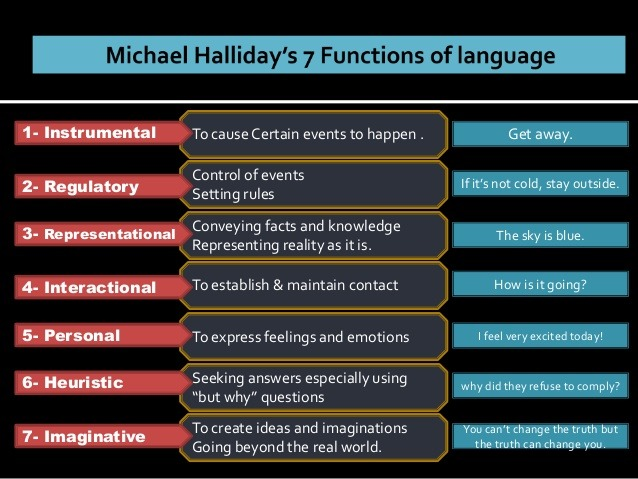 Michael Halliday's 7 Functions of language
1- Instrumental
To cause Certain events to happen .
Get away.
2- Regulatory
Control of events
Setting rules
If it's not cold, stay outside.
3- Representational
Conveying facts and knowledge
Representing reality as it is.
The sky is blue.
4- Interactional
To establish & maintain contact
How is it going?
5- Personal
To express feelings and emotions
I feel very excited today!
6- Heuristic
Seeking answers especially using
“but why” questions
why did they refuse to comply?
7- Imaginative
To create ideas and imaginations
Going beyond the real world.
You can't change the truth but
the truth can change you.